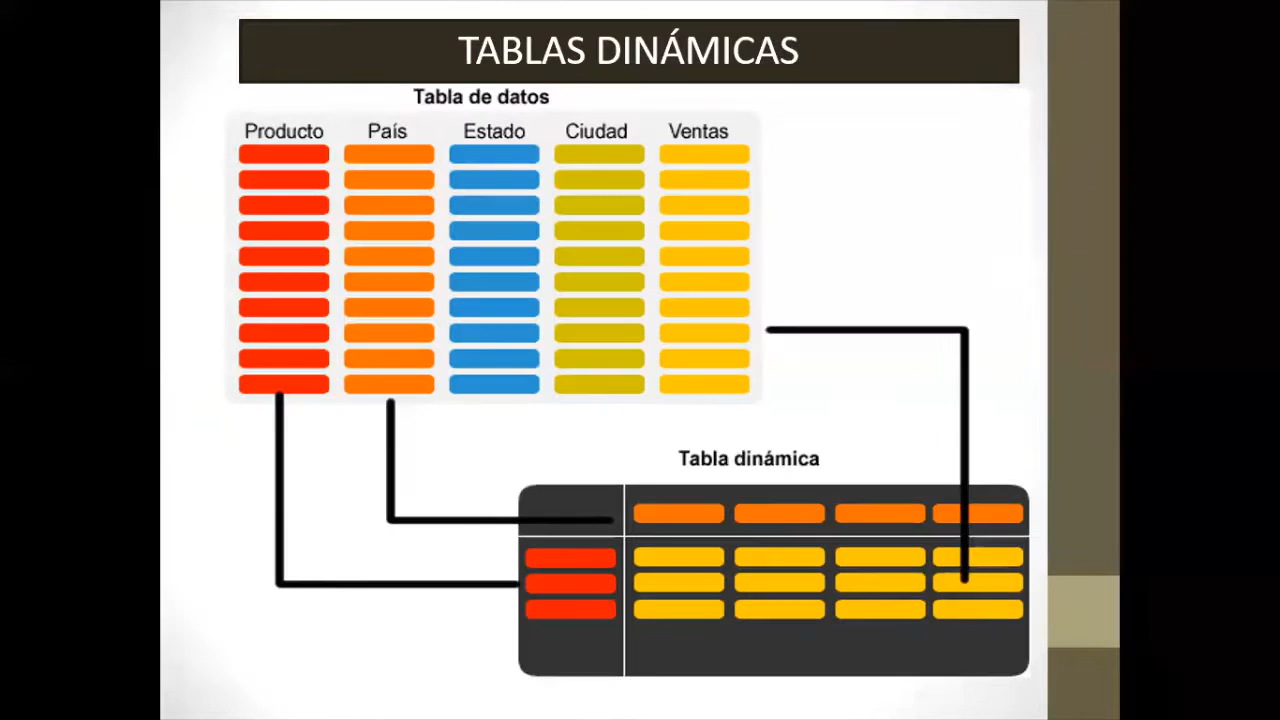 TABLAS DINÁMICAS
Tabla de datos
Producto País Estado Ciudad Ventas
Tabla dinámica